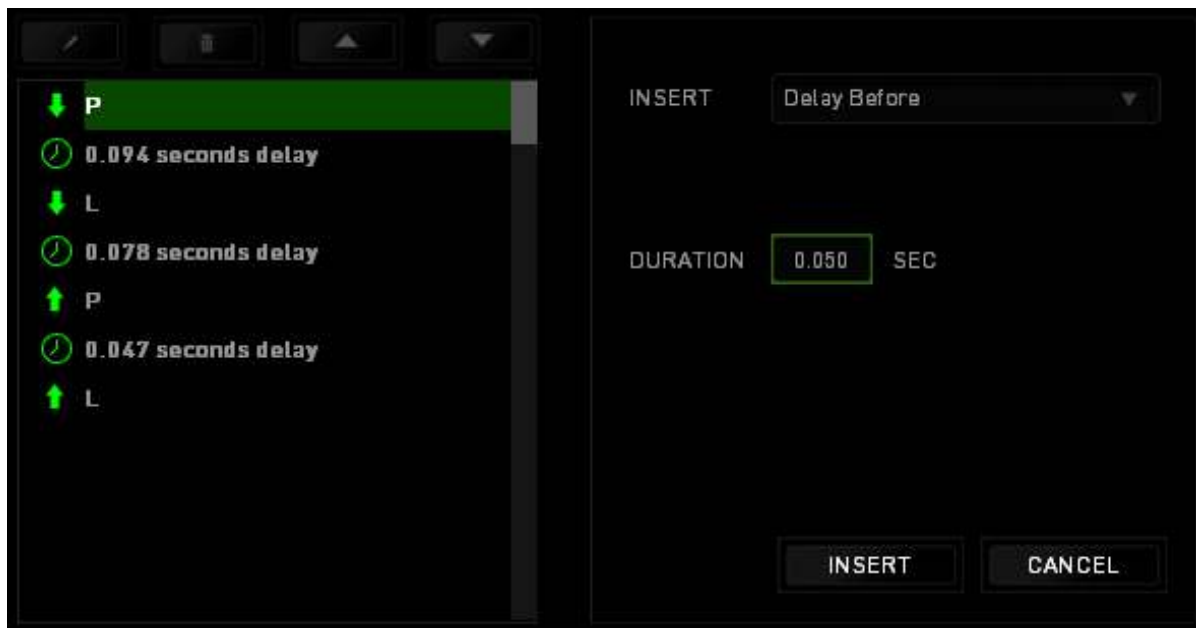 P
0.094 seconds delay
L
0.078 seconds delay
P
0.047 seconds delay
L
INSERT Delay Before
DURATION 0.050 SEC
INSERT CANCEL